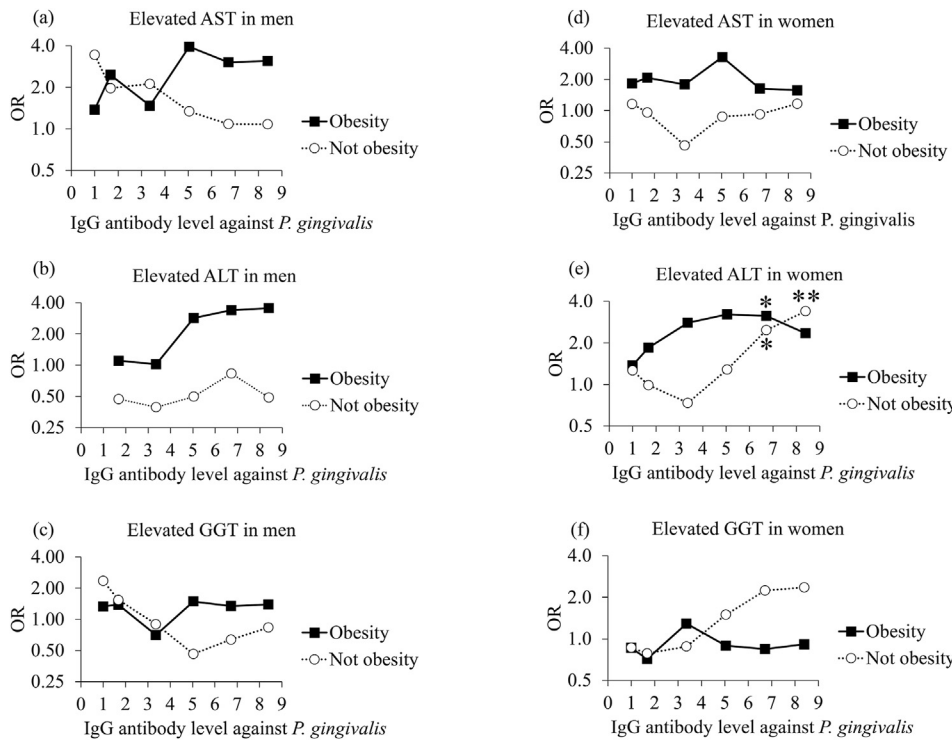 (a)
Elevated AST in men
4.0
2.0
1.0
0.5
OR
0 1 2 3 4 5 6 7 8 9
IgG antibody level against P. gingivalis
Obesity
Not obesity
(d)
Elevated AST in women
4.00
2.00
1.00
0.50
0.25
OR
0 1 2 3 4 5 6 7 8 9
IgG antibody level against P. gingivalis
Obesity
Not obesity
(b)
Elevated ALT in men
4.00
2.00
1.00
0.50
0.25
OR
0 1 2 3 4 5 6 7 8 9
IgG antibody level against P. gingivalis
Obesity
Not obesity
(e)
Elevated ALT in women
4.0
2.0
1.0
0.5
OR
*
**
*
0 1 2 3 4 5 6 7 8 9
IgG antibody level against P. gingivalis
Obesity
Not obesity
(c)
Elevated GGT in men
4.00
2.00
1.00
0.50
0.25
OR
0 1 2 3 4 5 6 7 8 9
IgG antibody level against P. gingivalis
Obesity
Not obesity
(f)
Elevated GGT in women
4.0
2.0
1.0
0.5
OR
0 1 2 3 4 5 6 7 8 9
IgG antibody level against P. gingivalis
Obesity
Not obesity